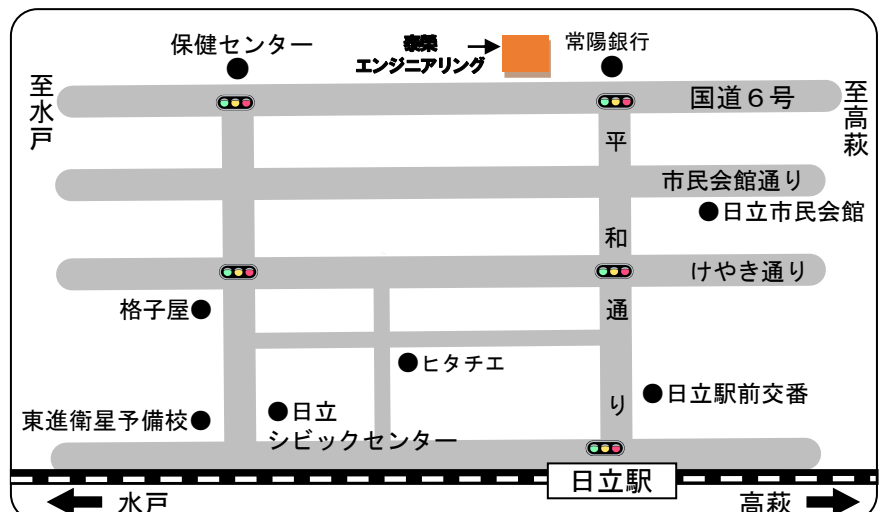 保健センター
泰榮
エンジニアリング
常陽銀行
至水戸
国道６号
至高萩
平和通り
市民会館通り
日立市民会館
けやき通り
格子屋
ヒタチエ
日立駅前交番
東進衛星予備校
日立
シビックセンター
日立駅
水戸
高萩